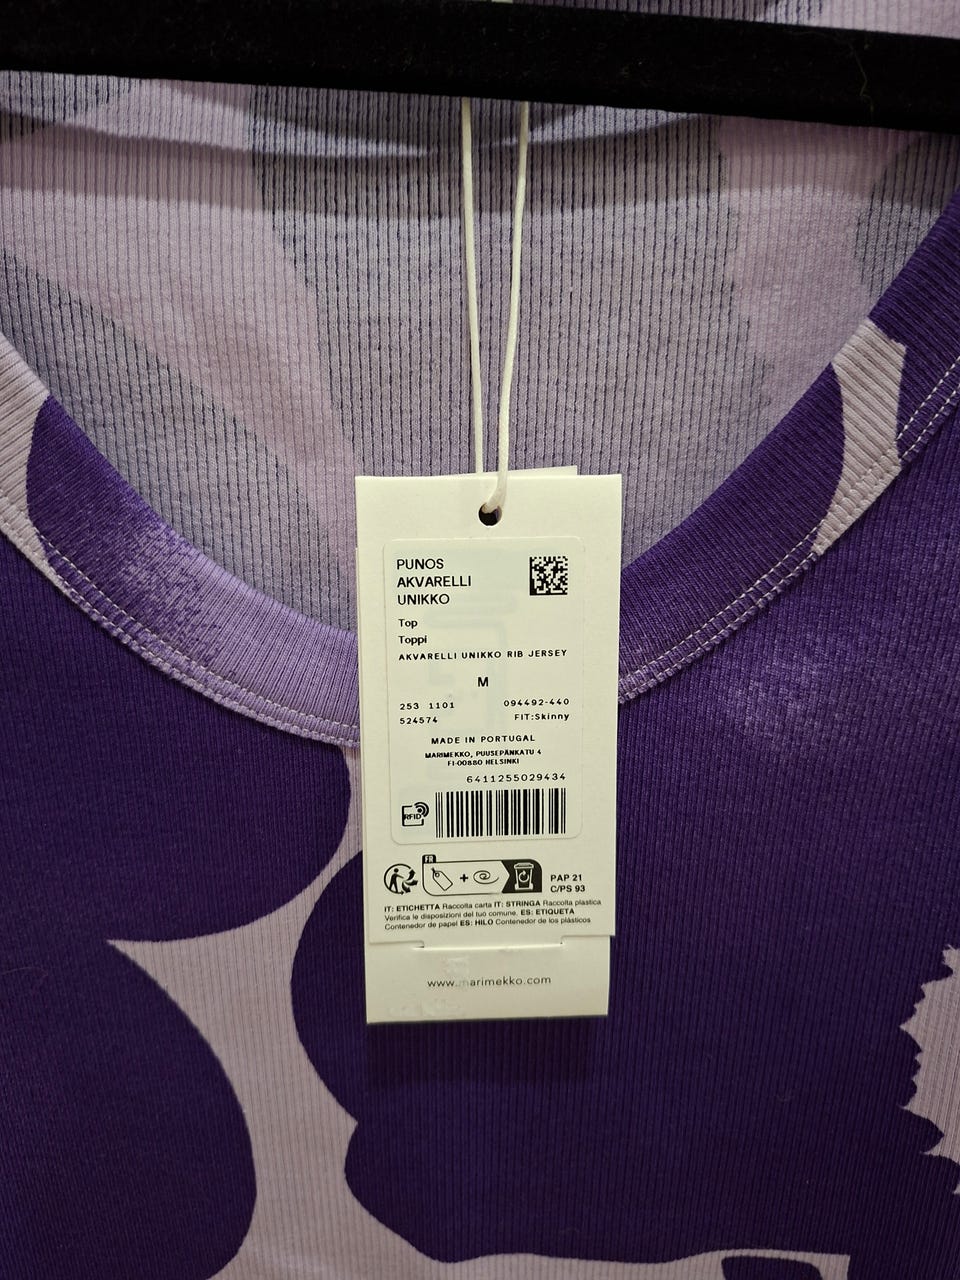 PUNOS
AKVARELLI
UNIKKO
Top
Toppi
AKVARELLI UNIKKO RIB JERSEY
M
253 1101 094492-440
524574 FIT:Skinny
MADE IN PORTUGAL
MARIMEKKO, PUUSEPÄNKATU 4
FI-00880 HELSINKI
6411255029434
RFID
FR
PAP 21
C/PS 93
IT: ETICHETTA Raccolta carta IT: STRINGA Raccolta plastica
Verifica le disposizioni del tuo comune. ES: ETIQUETA
Contenedor de papel ES: HILO Contenedor de los plásticos
www.marimekko.com